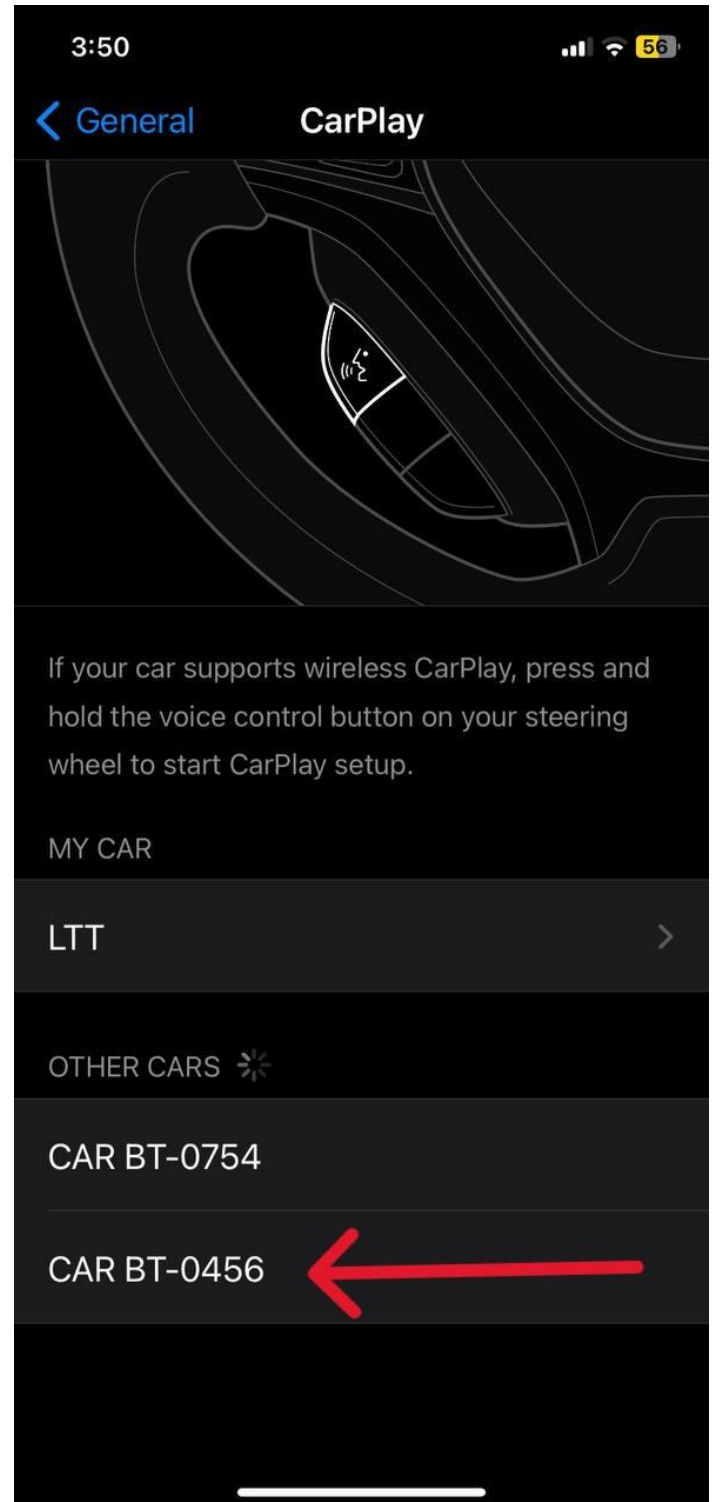 3:50
56
General
CarPlay
If your car supports wireless CarPlay, press and
hold the voice control button on your steering
wheel to start CarPlay setup.
MY CAR
LTT
OTHER CARS
CAR BT-0754
CAR BT-0456